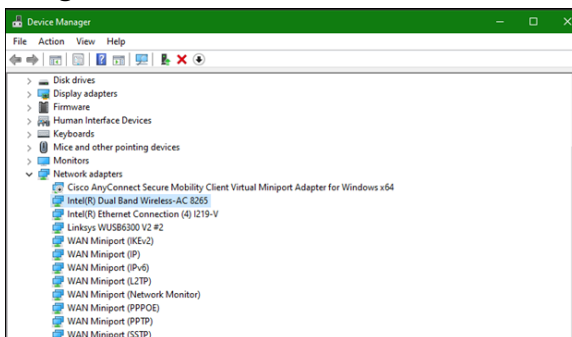 Device Manager
File Action View Help
Disk drives
Display adapters
Firmware
Human Interface Devices
Keyboards
Mice and other pointing devices
Monitors
Network adapters
Cisco AnyConnect Secure Mobility Client Virtual Miniport Adapter for Windows x64
Intel(R) Dual Band Wireless-AC 8265
Intel(R) Ethernet Connection (4) I219-V
Linksys WUSB6300 V2 #2
WAN Miniport (IKEv2)
WAN Miniport (IP)
WAN Miniport (IPv6)
WAN Miniport (L2TP)
WAN Miniport (Network Monitor)
WAN Miniport (PPPOE)
WAN Miniport (PPTP)
WAN Miniport (SSTP)